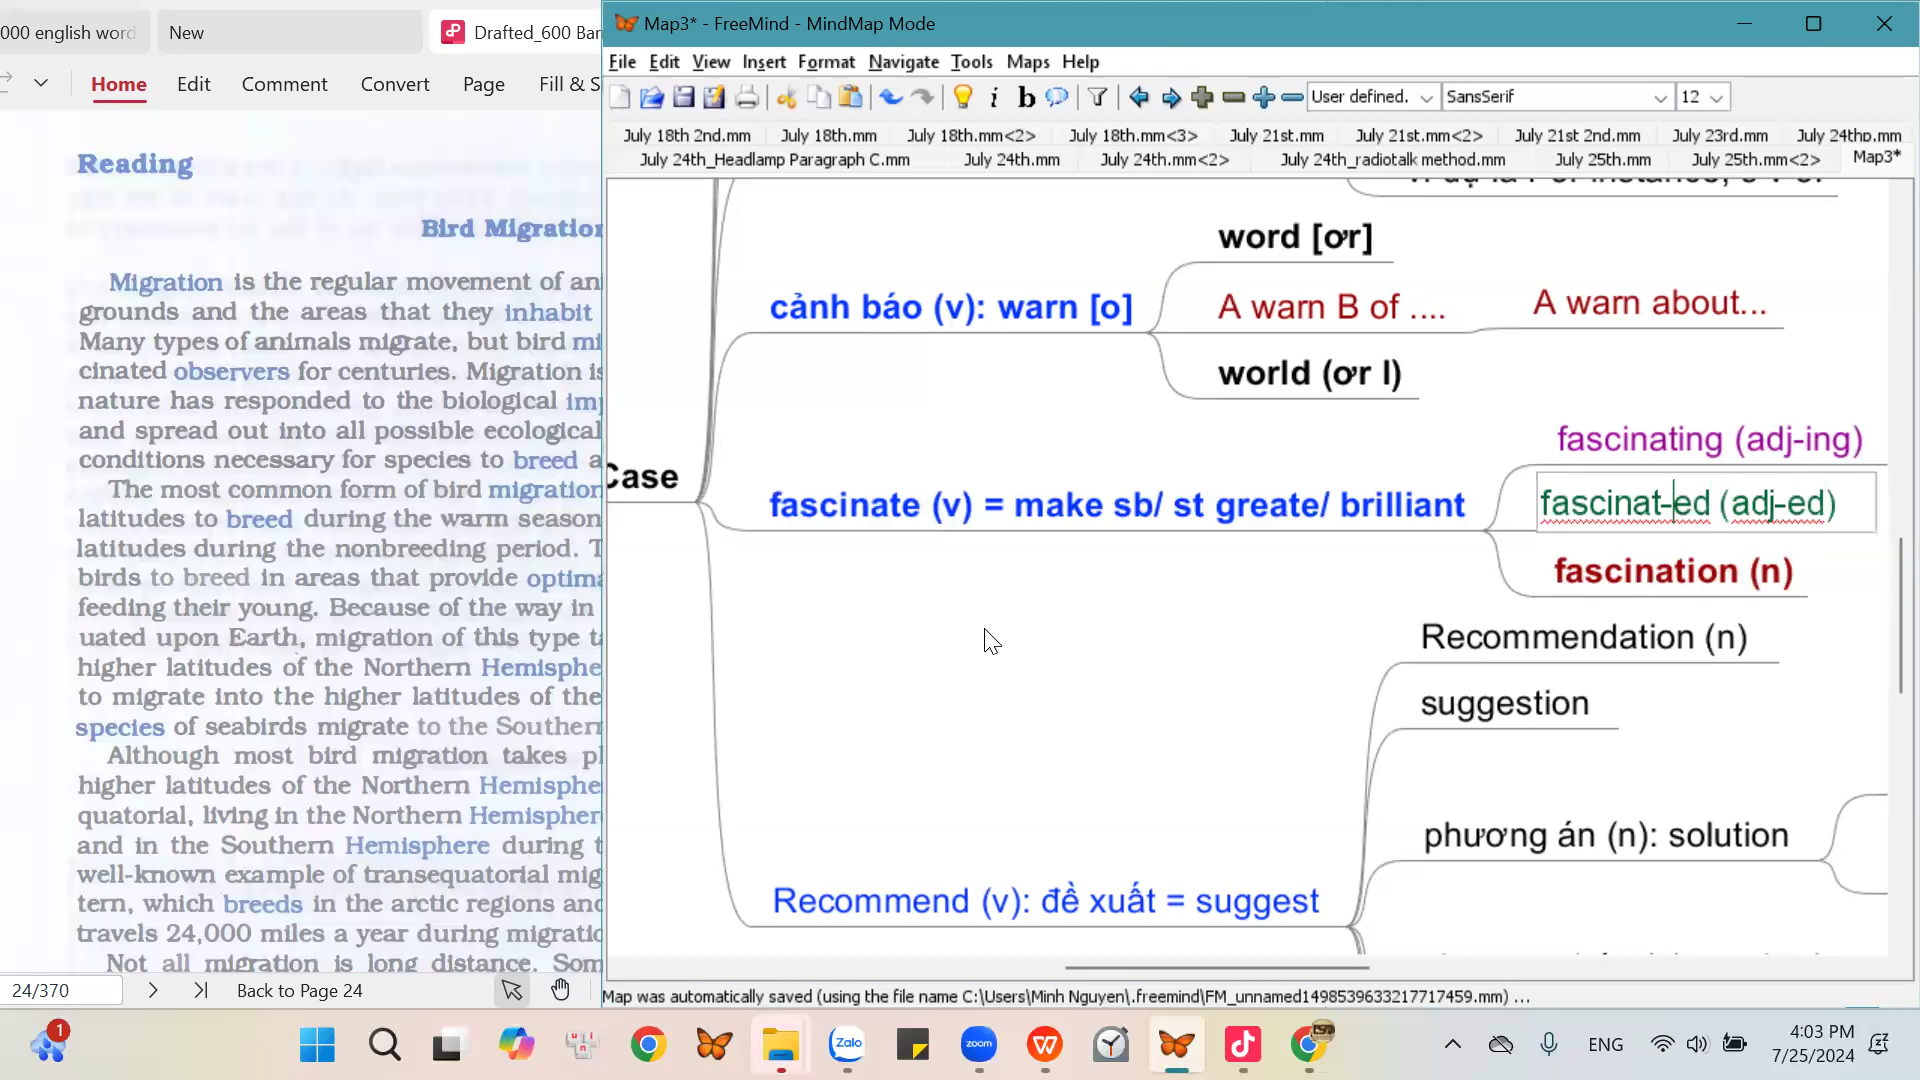 000 english word
New
Drafted_600 Bar
Home Edit Comment Convert Page Fill & S
Reading
Bird Migration
Migration is the regular movement of an
grounds and the areas that they inhabit
Many types of animals migrate, but bird mi
cinated observers for centuries. Migration is
nature has responded to the biological im
and spread out into all possible ecological
conditions necessary for species to breed a
The most common form of bird migration
latitudes to breed during the warm season
latitudes during the nonbreeding period. T
birds to breed in areas that provide optima
feeding their young. Because of the way in
uated upon Earth, migration of this type ta
higher latitudes of the Northern Hemisphe
to migrate into the higher latitudes of the
species of seabirds migrate to the Southern
Although most bird migration takes pl
higher latitudes of the Northern Hemisphe
quatorial, living in the Northern Hemispher
and in the Southern Hemisphere during t
well-known example of transequatorial mig
tern, which breeds in the arctic regions and
travels 24,000 miles a year during migratio
Not all migration is long distance. Som
24/370
Back to Page 24
Map3* - FreeMind - MindMap Mode
File Edit View Insert Format Navigate Tools Maps Help
User defined.
SansSerif
12
July 18th 2nd.mm July 18th.mm July 18th.mm<2> July 18th.mm<3> July 21st.mm July 21st.mm<2> July 21st 2nd.mm July 23rd.mm July 24thp.mm
July 24th_Headlamp Paragraph C.mm July 24th.mm July 24th.mm<2> July 24th_radiotalk method.mm July 25th.mm July 25th.mm<2> Map3*
word [ơr]
cảnh báo (v): warn [o]
A warn B of ....
A warn about...
world (ơr l)
Case
fascinate (v) = make sb/ st greate/ brilliant
fascinating (adj-ing)
fascinat-ed (adj-ed)
fascination (n)
Recommendation (n)
suggestion
phương án (n): solution
Recommend (v): đề xuất = suggest
Map was automatically saved (using the file name C:\Users\Minh Nguyen\.freemind\FM_unnamed1498539633217717459.mm) ...
1
Zalo
zoom
ENG
4:03 PM
7/25/2024